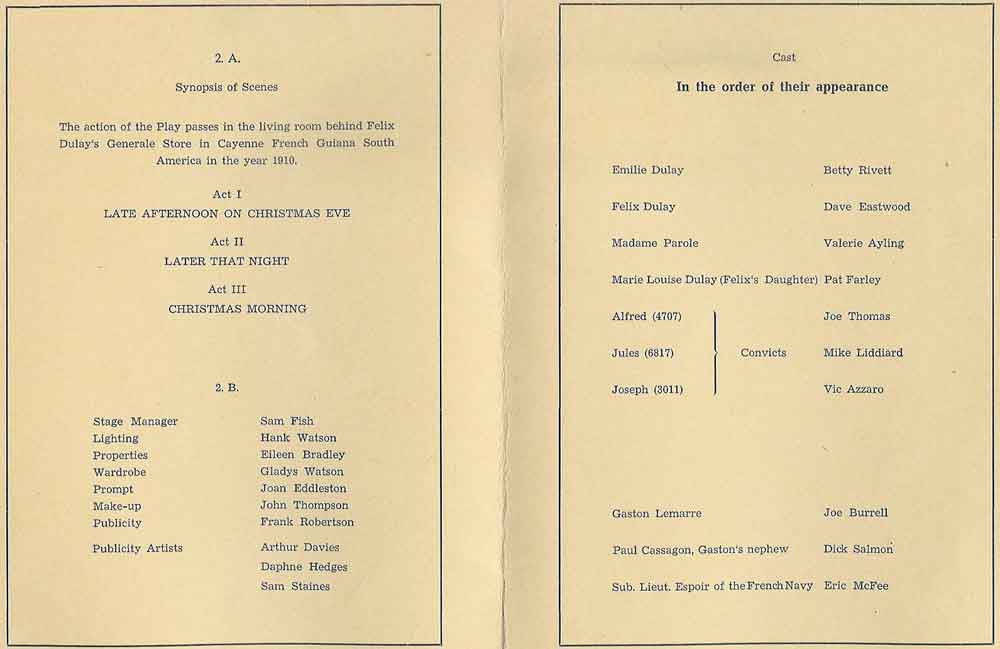 2. A.
Synopsis of Scenes
The action of the Play passes in the living room behind Felix
Dulay's Generale Store in Cayenne French Guiana South
America in the year 1910.
Act I
LATE AFTERNOON ON CHRISTMAS EVE
Act II
LATER THAT NIGHT
Act III
CHRISTMAS MORNING
2. B.
Stage Manager Sam Fish
Lighting Hank Watson
Properties Eileen Bradley
Wardrobe Gladys Watson
Prompt Joan Eddleston
Make-up John Thompson
Publicity Frank Robertson
Publicity Artists Arthur Davies
Daphne Hedges
Sam Staines
Cast
In the order of their appearance
Emilie Dulay Betty Rivett
Felix Dulay Dave Eastwood
Madame Parole Valerie Ayling
Marie Louise Dulay (Felix's Daughter) Pat Farley
Alfred (4707) Joe Thomas
Jules (6817) Convicts Mike Liddiard
Joseph (3011) Vic Azzaro
Gaston Lemarre Joe Burrell
Paul Cassagon, Gaston's nephew Dick Salmon
Sub. Lieut. Espoir of the French Navy Eric McFee